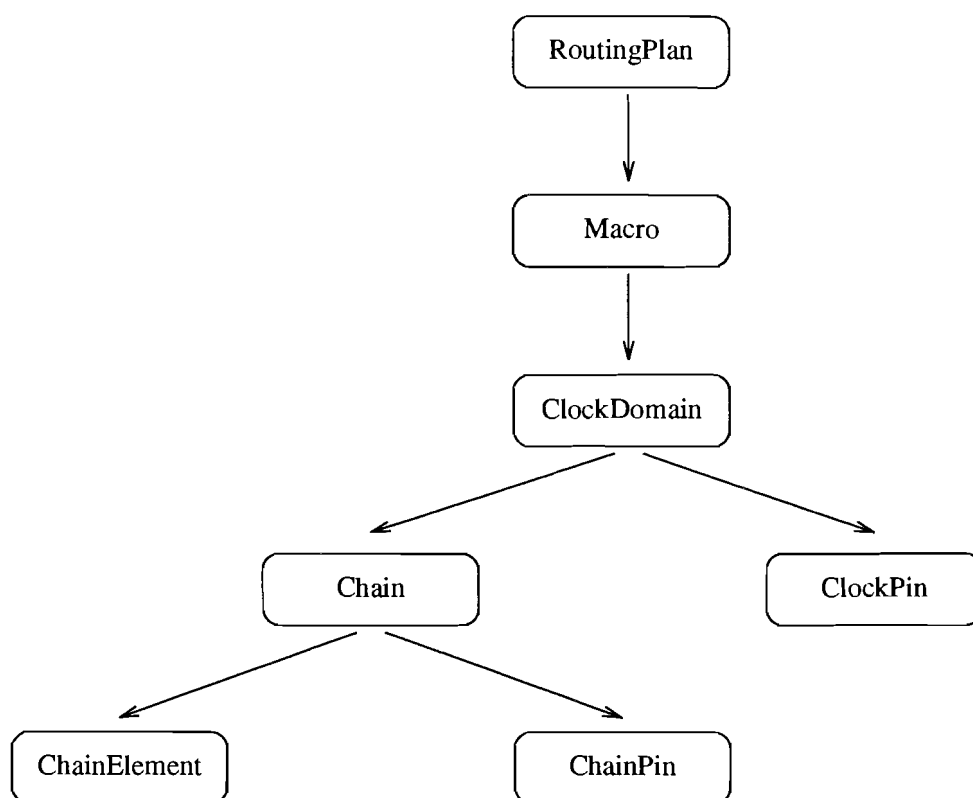 RoutingPlan
Macro
ClockDomain
Chain
ClockPin
ChainElement
ChainPin